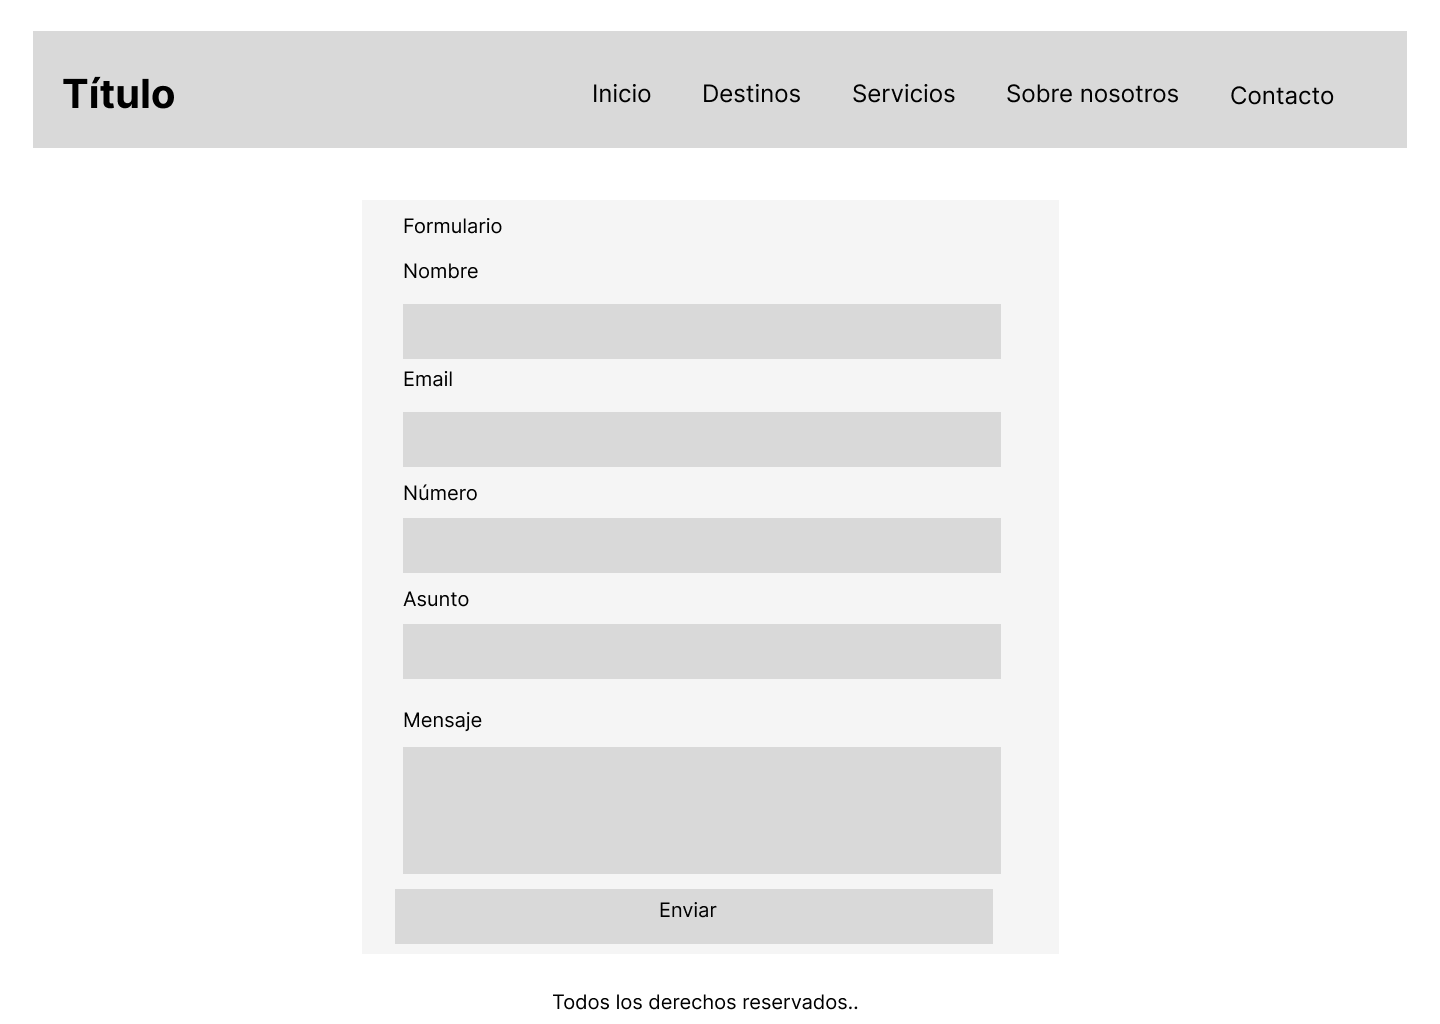 Título Inicio Destinos Servicios Sobre nosotros Contacto
Formulario
Nombre
Email
Número
Asunto
Mensaje
Enviar
Todos los derechos reservados..